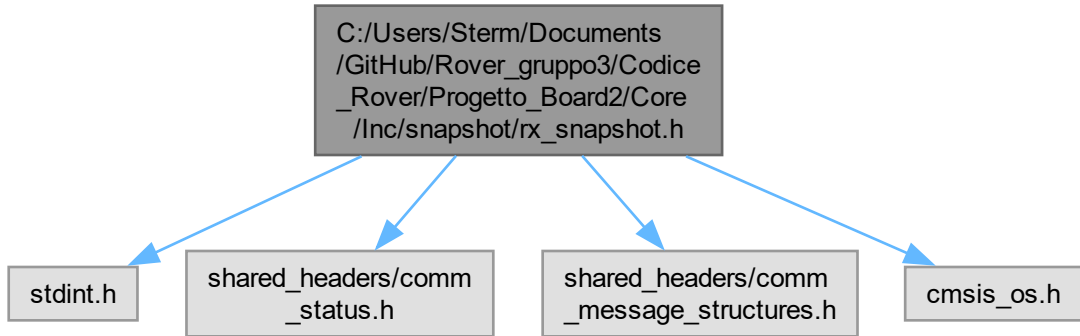 C:/Users/Sterm/Documents
/GitHub/Rover_gruppo3/Codice
_Rover/Progetto_Board2/Core
/Inc/snapshot/rx_snapshot.h
stdint.h
shared_headers/comm
_status.h
shared_headers/comm
_message_structures.h
cmsis_os.h